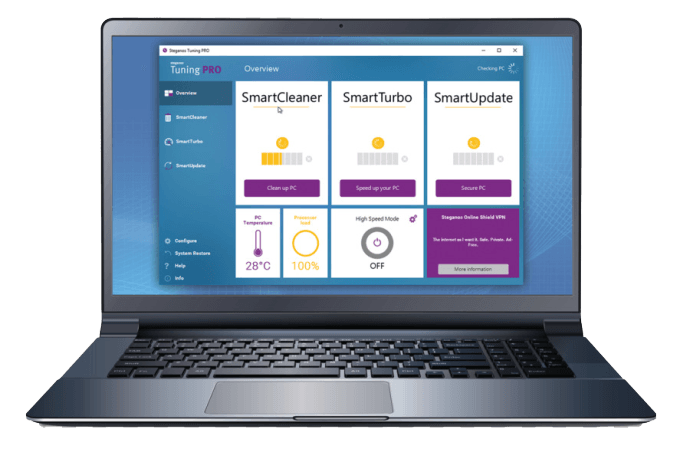 Steganos Tuning PRO
steganos
Tuning PRO
Overview
Checking PC
Overview
SmartCleaner
SmartTurbo
SmartUpdate
Configure
System Restore
Help
Info
SmartCleaner
Clean up PC
SmartTurbo
Speed up your PC
SmartUpdate
Secure PC
PC
Temperature
28°C
Processor
load
100%
High Speed Mode
OFF
Steganos Online Shield VPN
The Internet as I want it. Safe. Private. Ad-
Free.
More information